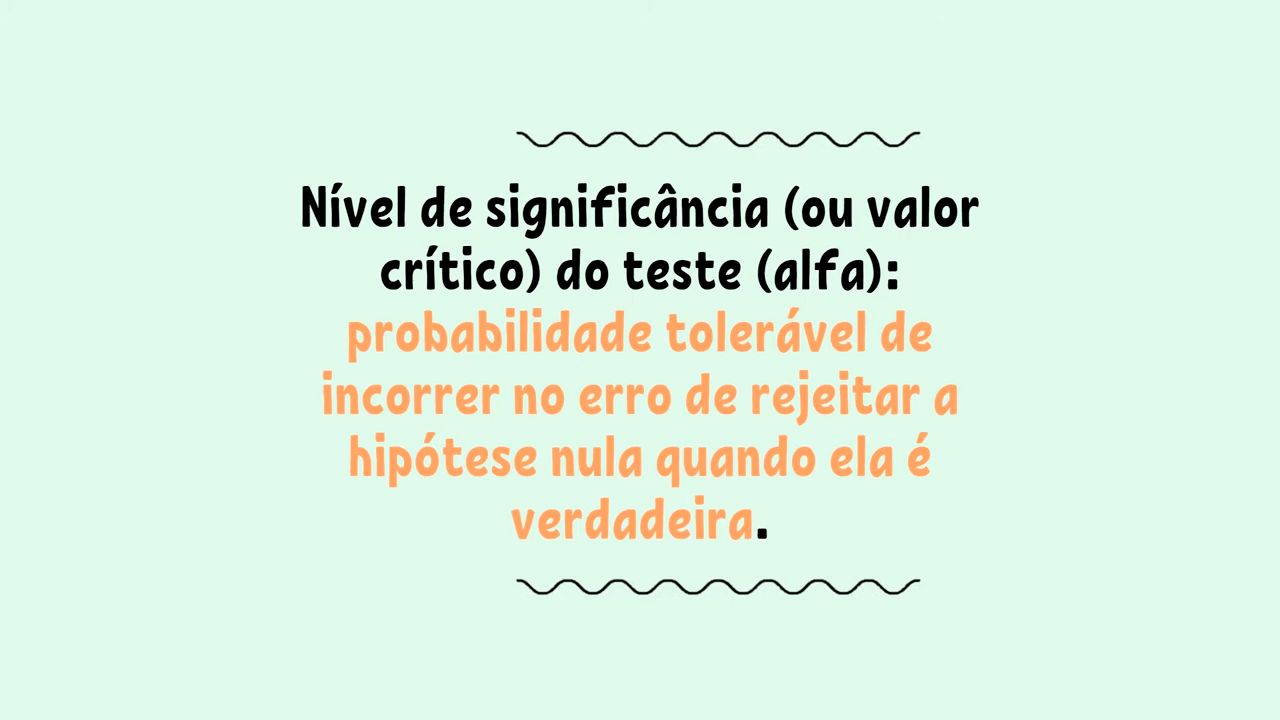 Nível de significância (ou valor
crítico) do teste (alfa):
probabilidade tolerável de
incorrer no erro de rejeitar a
hipótese nula quando ela é
verdadeira.